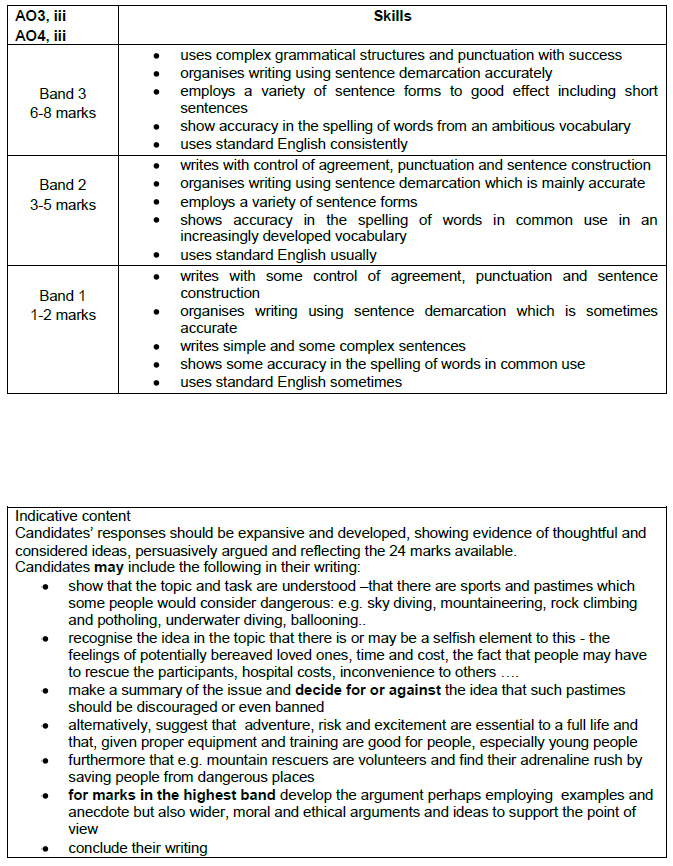 AO3, iii
AO4, iii
Skills
Band 3
6-8 marks
• uses complex grammatical structures and punctuation with success
• organises writing using sentence demarcation accurately
• employs a variety of sentence forms to good effect including short
sentences
• show accuracy in the spelling of words from an ambitious vocabulary
• uses standard English consistently
Band 2
3-5 marks
• writes with control of agreement, punctuation and sentence construction
• organises writing using sentence demarcation which is mainly accurate
• employs a variety of sentence forms
• shows accuracy in the spelling of words in common use in an
increasingly developed vocabulary
• uses standard English usually
Band 1
1-2 marks
• writes with some control of agreement, punctuation and sentence
construction
• organises writing using sentence demarcation which is sometimes
accurate
• writes simple and some complex sentences
• shows some accuracy in the spelling of words in common use
• uses standard English sometimes
Indicative content
Candidates' responses should be expansive and developed, showing evidence of thoughtful and
considered ideas, persuasively argued and reflecting the 24 marks available.
Candidates may include the following in their writing:
• show that the topic and task are understood –that there are sports and pastimes which
some people would consider dangerous: e.g. sky diving, mountaineering, rock climbing
and potholing, underwater diving, ballooning..
• recognise the idea in the topic that there is or may be a selfish element to this - the
feelings of potentially bereaved loved ones, time and cost, the fact that people may have
to rescue the participants, hospital costs, inconvenience to others ….
• make a summary of the issue and decide for or against the idea that such pastimes
should be discouraged or even banned
• alternatively, suggest that adventure, risk and excitement are essential to a full life and
that, given proper equipment and training are good for people, especially young people
• furthermore that e.g. mountain rescuers are volunteers and find their adrenaline rush by
saving people from dangerous places
• for marks in the highest band develop the argument perhaps employing examples and
anecdote but also wider, moral and ethical arguments and ideas to support the point of
view
• conclude their writing